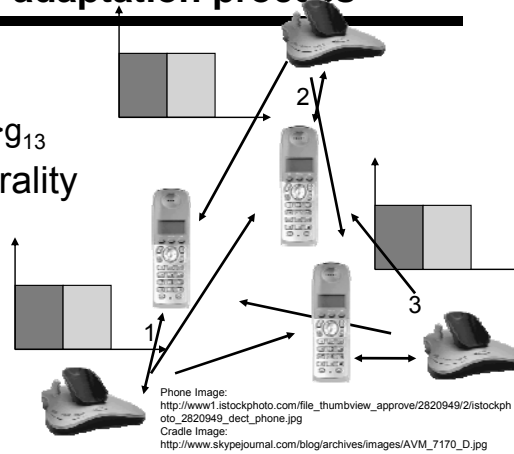 adaptation process
2
g₁₃
rality
3
1
Phone Image:
http://www1.istockphoto.com/file_thumbview_approve/2820949/2/istockph
oto_2820949_dect_phone.jpg
Cradle Image:
http://www.skypejournal.com/blog/archives/images/AVM_7170_D.jpg